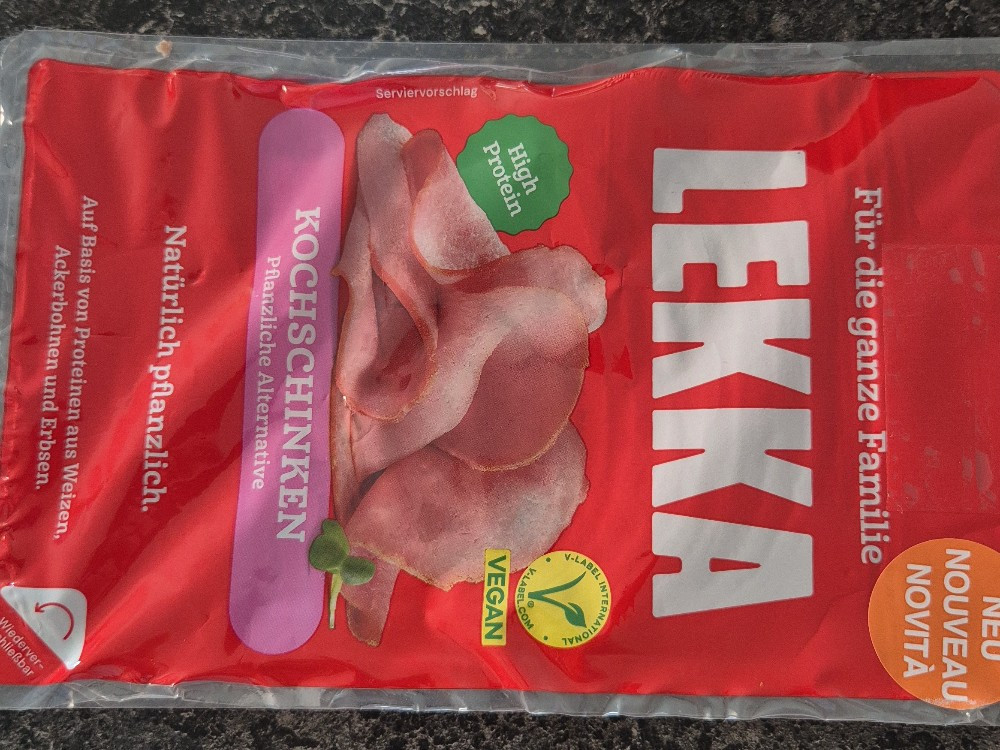 NEU
NOUVEAU
NOVITÀ
Für die ganze Familie
LEKKA
High
Protein
V-LABEL INTERNATIONAL
V-LABEL.COM
®
VEGAN
Serviervorschlag
KOCHSCHINKEN
Pflanzliche Alternative
Natürlich pflanzlich.
Auf Basis von Proteinen aus Weizen,
Ackerbohnen und Erbsen.
Wiederver-
schließbar